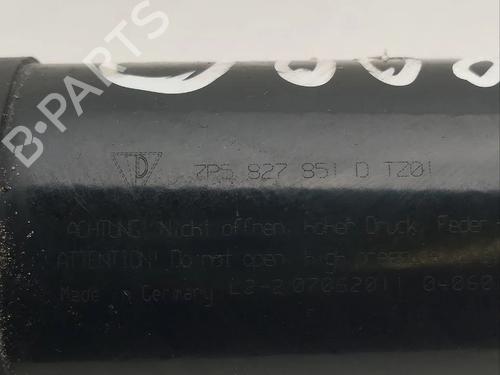 B-PARTS
7P5 827 851 D TZ01
ACHTUNG! Nicht öffnen, hoher Druck, Feder
ATTENTION! Do not open, high
Made in Germany